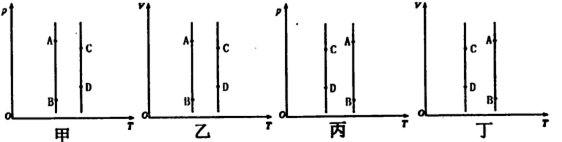 P V P V
A C A C C A C A
D D D D
B B B B
O T O T O T O T
甲 乙 丙 丁